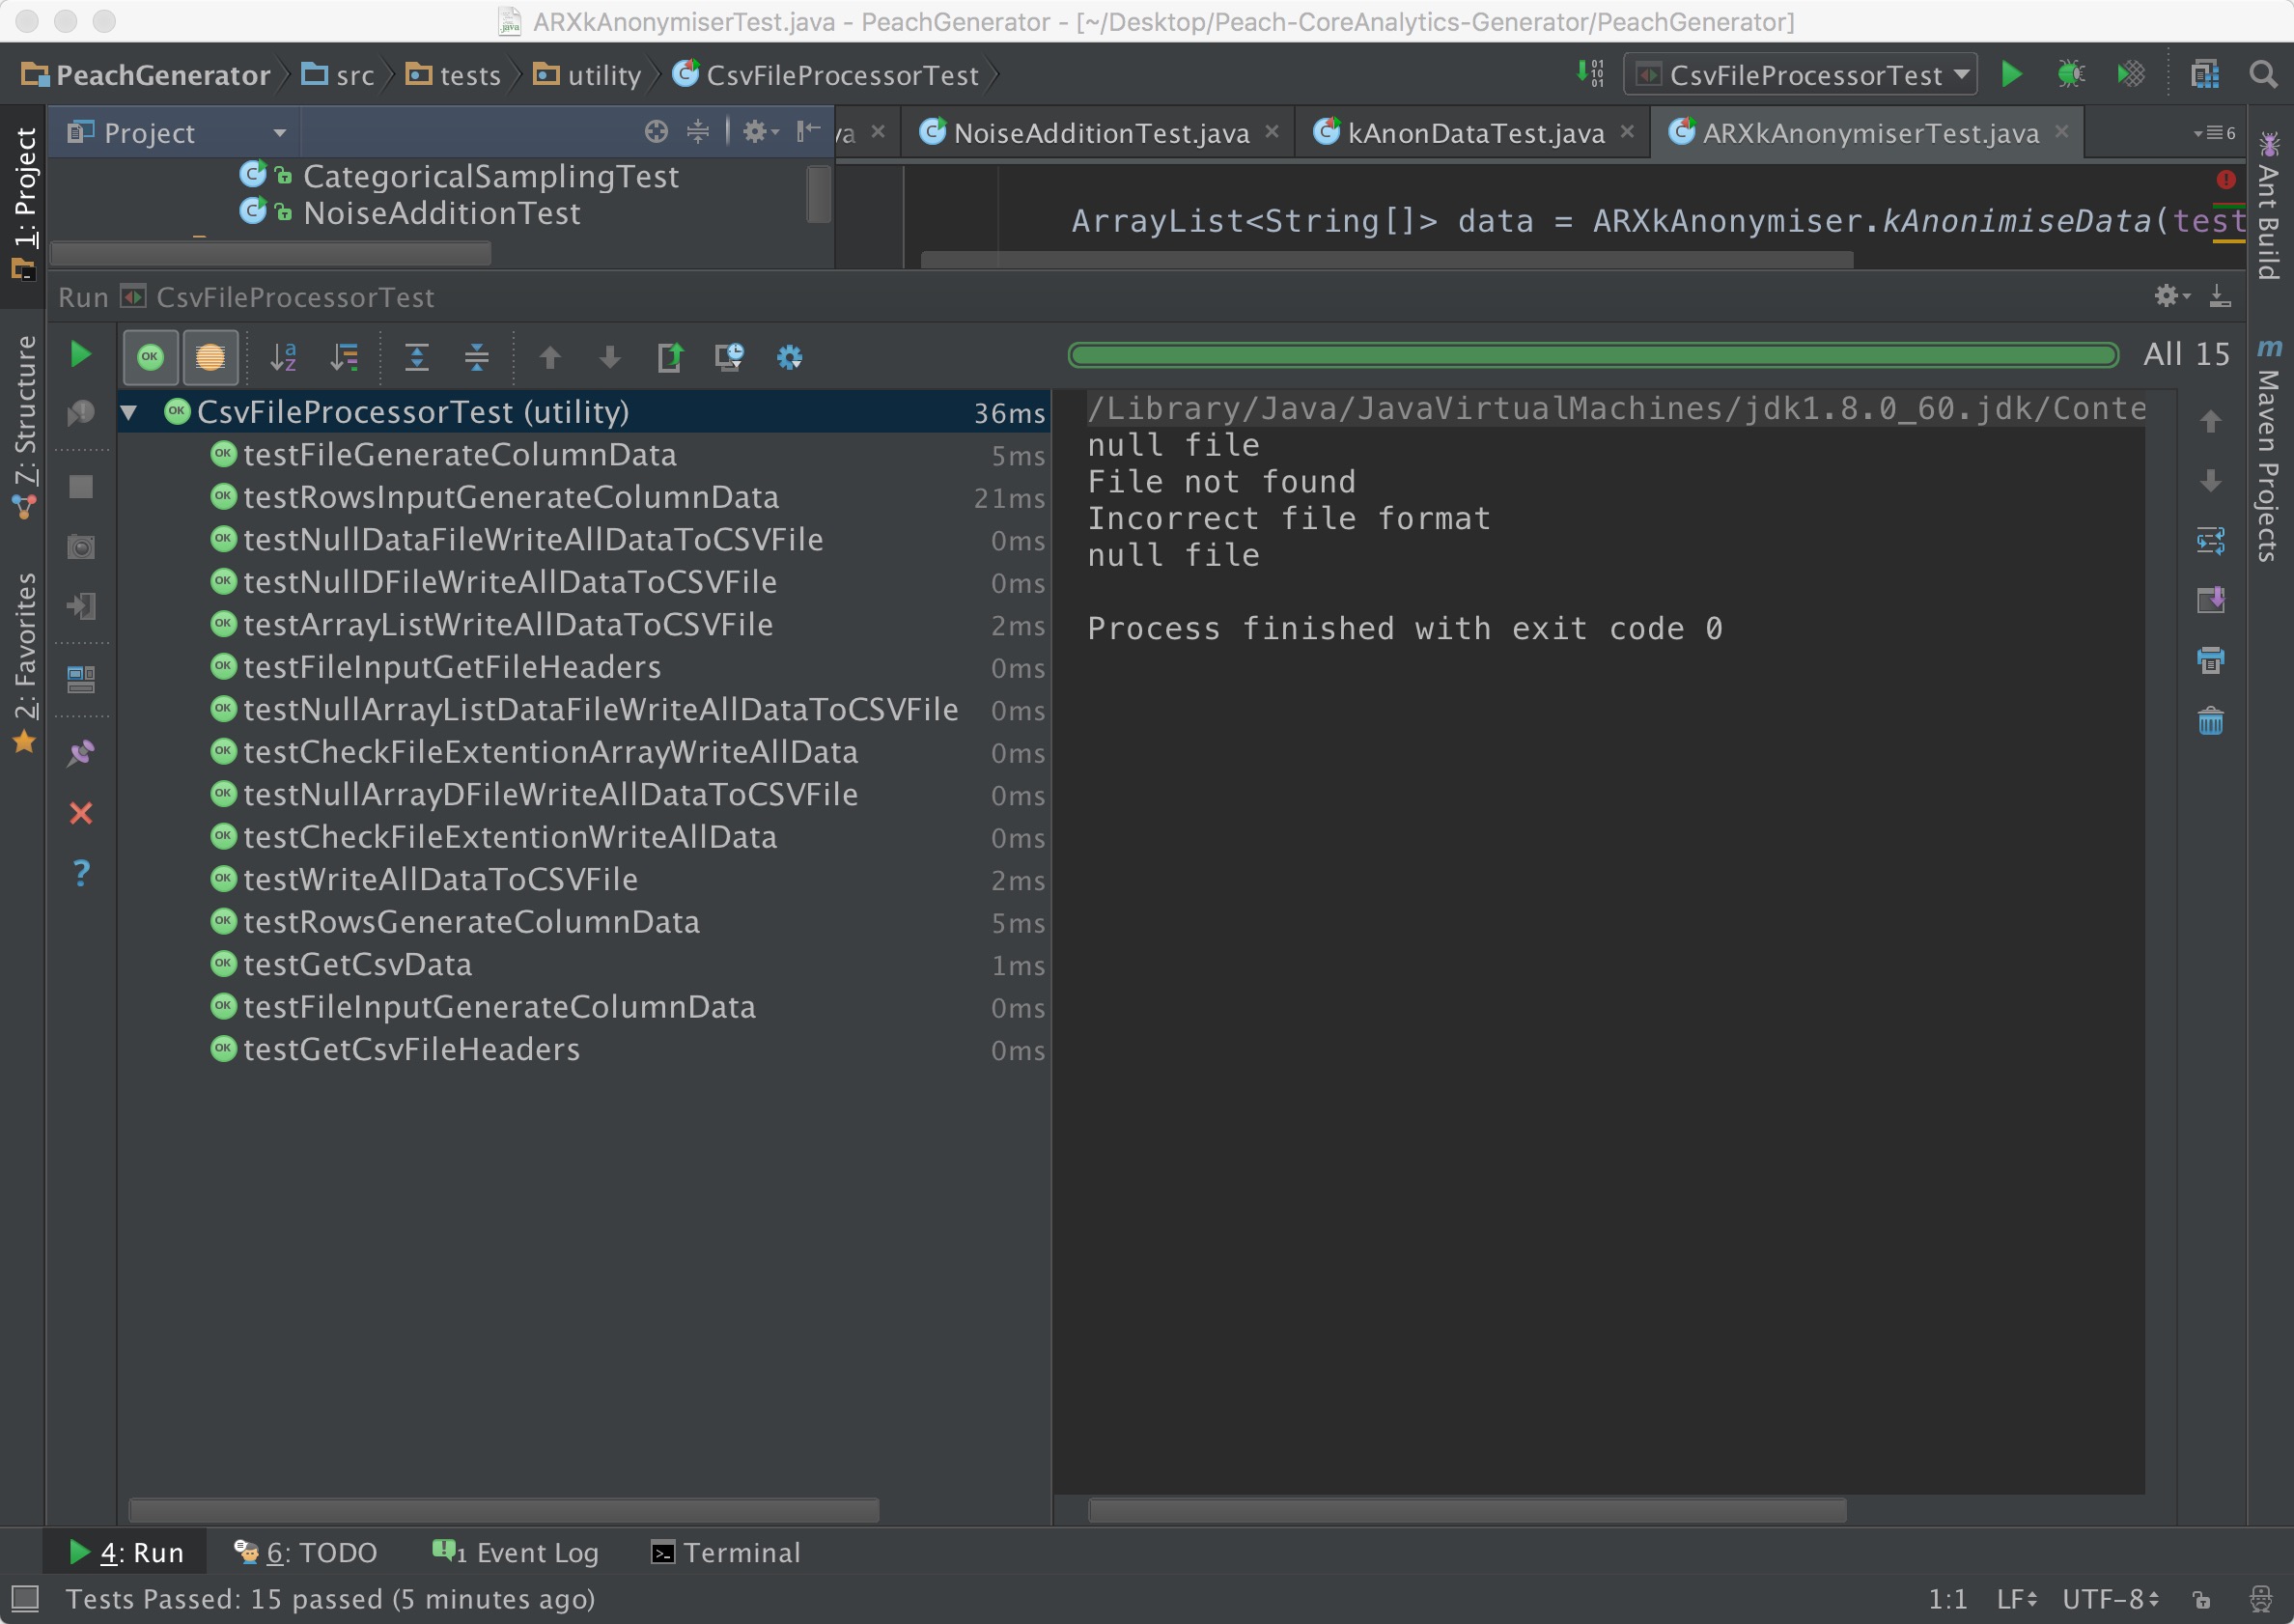 ARXkAnonymiserTest.java - PeachGenerator - [~/Desktop/Peach-CoreAnalytics-Generator/PeachGenerator]
PeachGenerator src tests utility CsvFileProcessorTest CsvFileProcessorTest
Project va NoiseAdditionTest.java kAnonDataTest.java ARXkAnonymiserTest.java 6
CategoricalSamplingTest
NoiseAdditionTest
ArrayList<String[]> data = ARXkAnonymiser.kAnonimiseData(test
Run CsvFileProcessorTest
All 15
CsvFileProcessorTest (utility) 36ms
testFileGenerateColumnData 5ms
testRowsInputGenerateColumnData 21ms
testNullDataFileWriteAllDataToCSVFile 0ms
testNullDFileWriteAllDataToCSVFile 0ms
testArrayListWriteAllDataToCSVFile 2ms
testFileInputGetFileHeaders 0ms
testNullArrayListDataFileWriteAllDataToCSVFile 0ms
testCheckFileExtentionArrayWriteAllData 0ms
testNullArrayDFileWriteAllDataToCSVFile 0ms
testCheckFileExtentionWriteAllData 0ms
testWriteAllDataToCSVFile 2ms
testRowsGenerateColumnData 5ms
testGetCsvData 1ms
testFileInputGenerateColumnData 0ms
testGetCsvFileHeaders 0ms
/Library/Java/JavaVirtualMachines/jdk1.8.0_60.jdk/Conte
null file
File not found
Incorrect file format
null file
Process finished with exit code 0
1: Project
7: Structure
2: Favorites
Ant Build
m Maven Projects
4: Run 6: TODO 1 Event Log Terminal
Tests Passed: 15 passed (5 minutes ago) 1:1 LF UTF-8